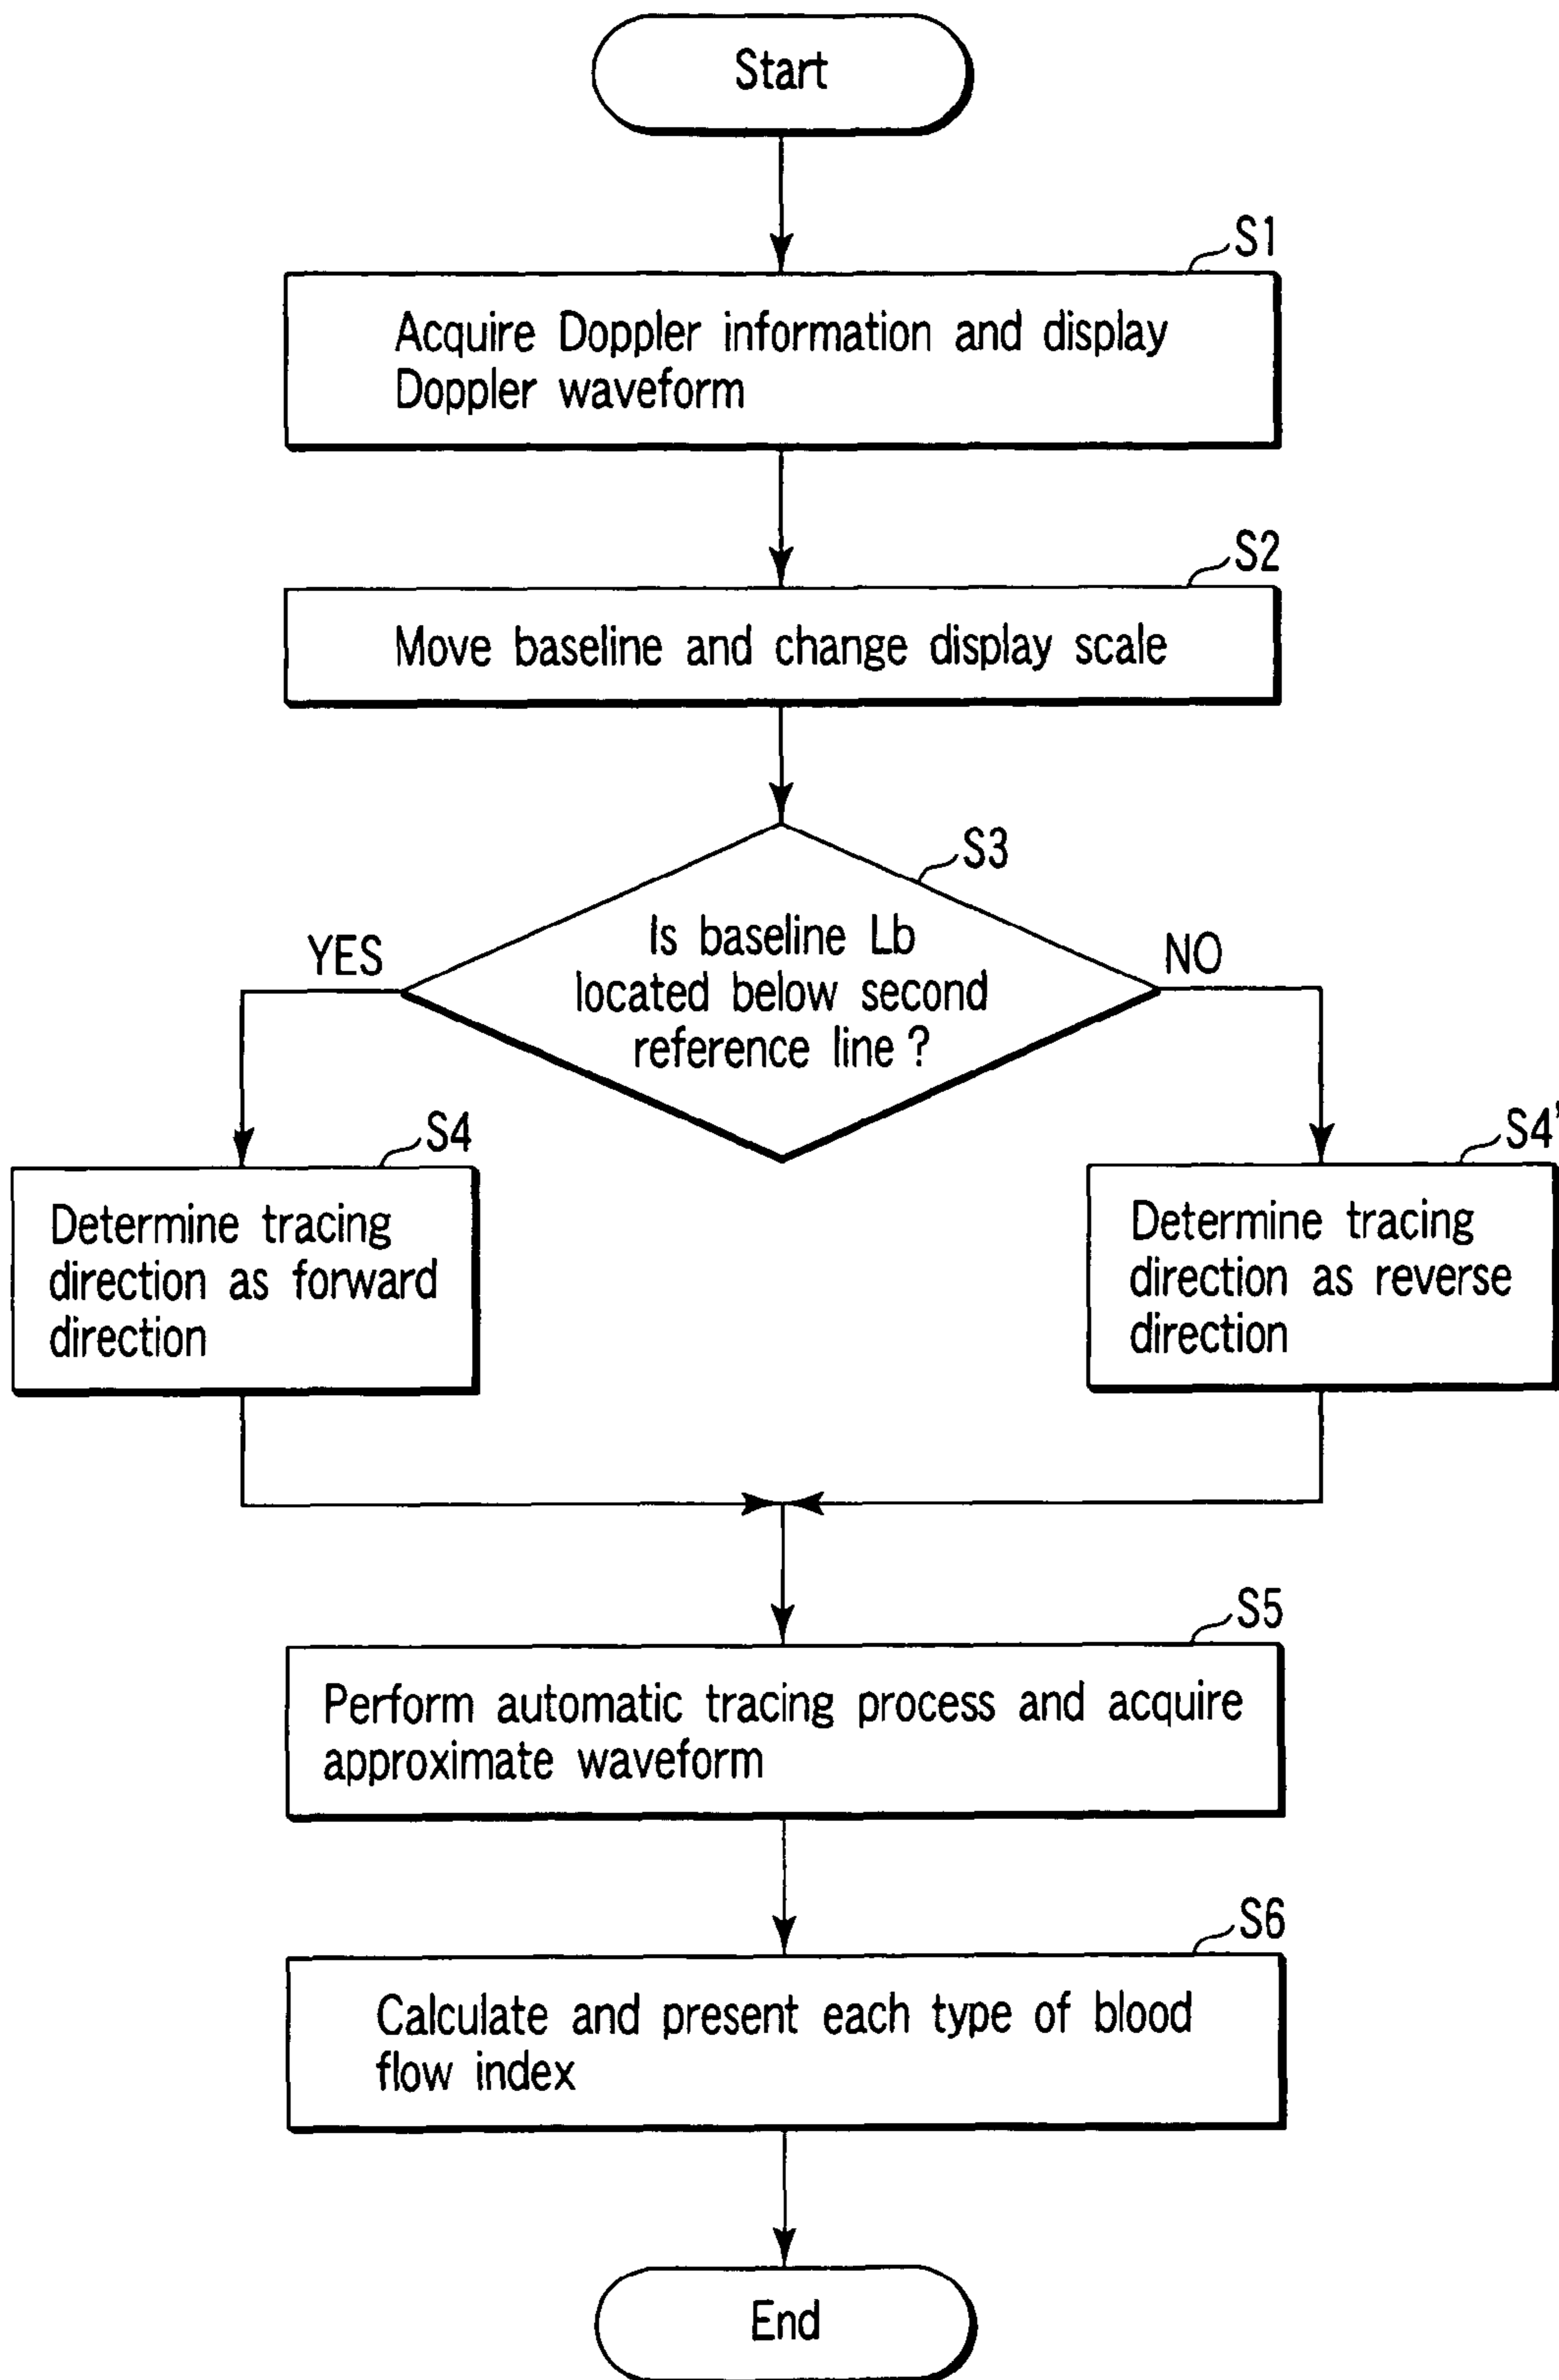 Start
S1
Acquire Doppler information and display
Doppler waveform
S2
Move baseline and change display scale
S3
Is baseline Lb
located below second
reference line ?
YES
NO
S4
Determine tracing
direction as forward
direction
S4'
Determine tracing
direction as reverse
direction
S5
Perform automatic tracing process and acquire
approximate waveform
S6
Calculate and present each type of blood
flow index
End